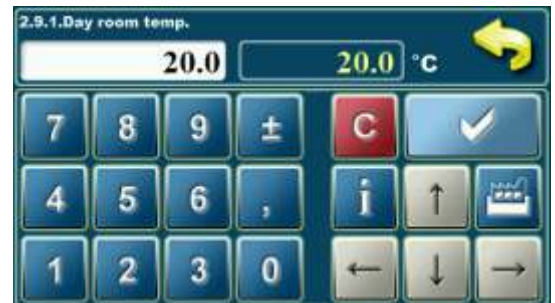 2.9.1.Day room temp.
20.0 20.0 °C
7 8 9 ± C
4 5 6 , i ↑
1 2 3 0 ← ↓ →